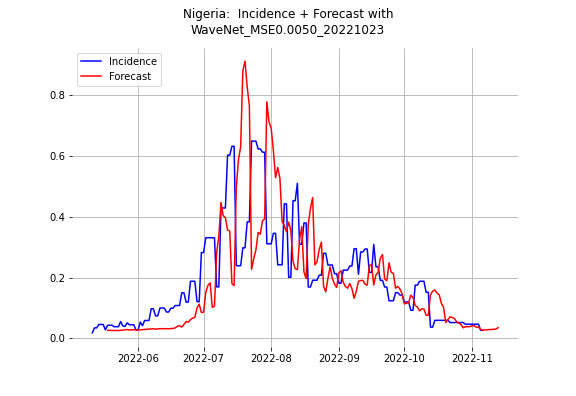 Nigeria:  Incidence + Forecast with
WaveNet_MSE0.0050_20221023
Incidence
Forecast
0.8
0.6
0.4
0.2
0.0
2022-06 2022-07 2022-08 2022-09 2022-10 2022-11